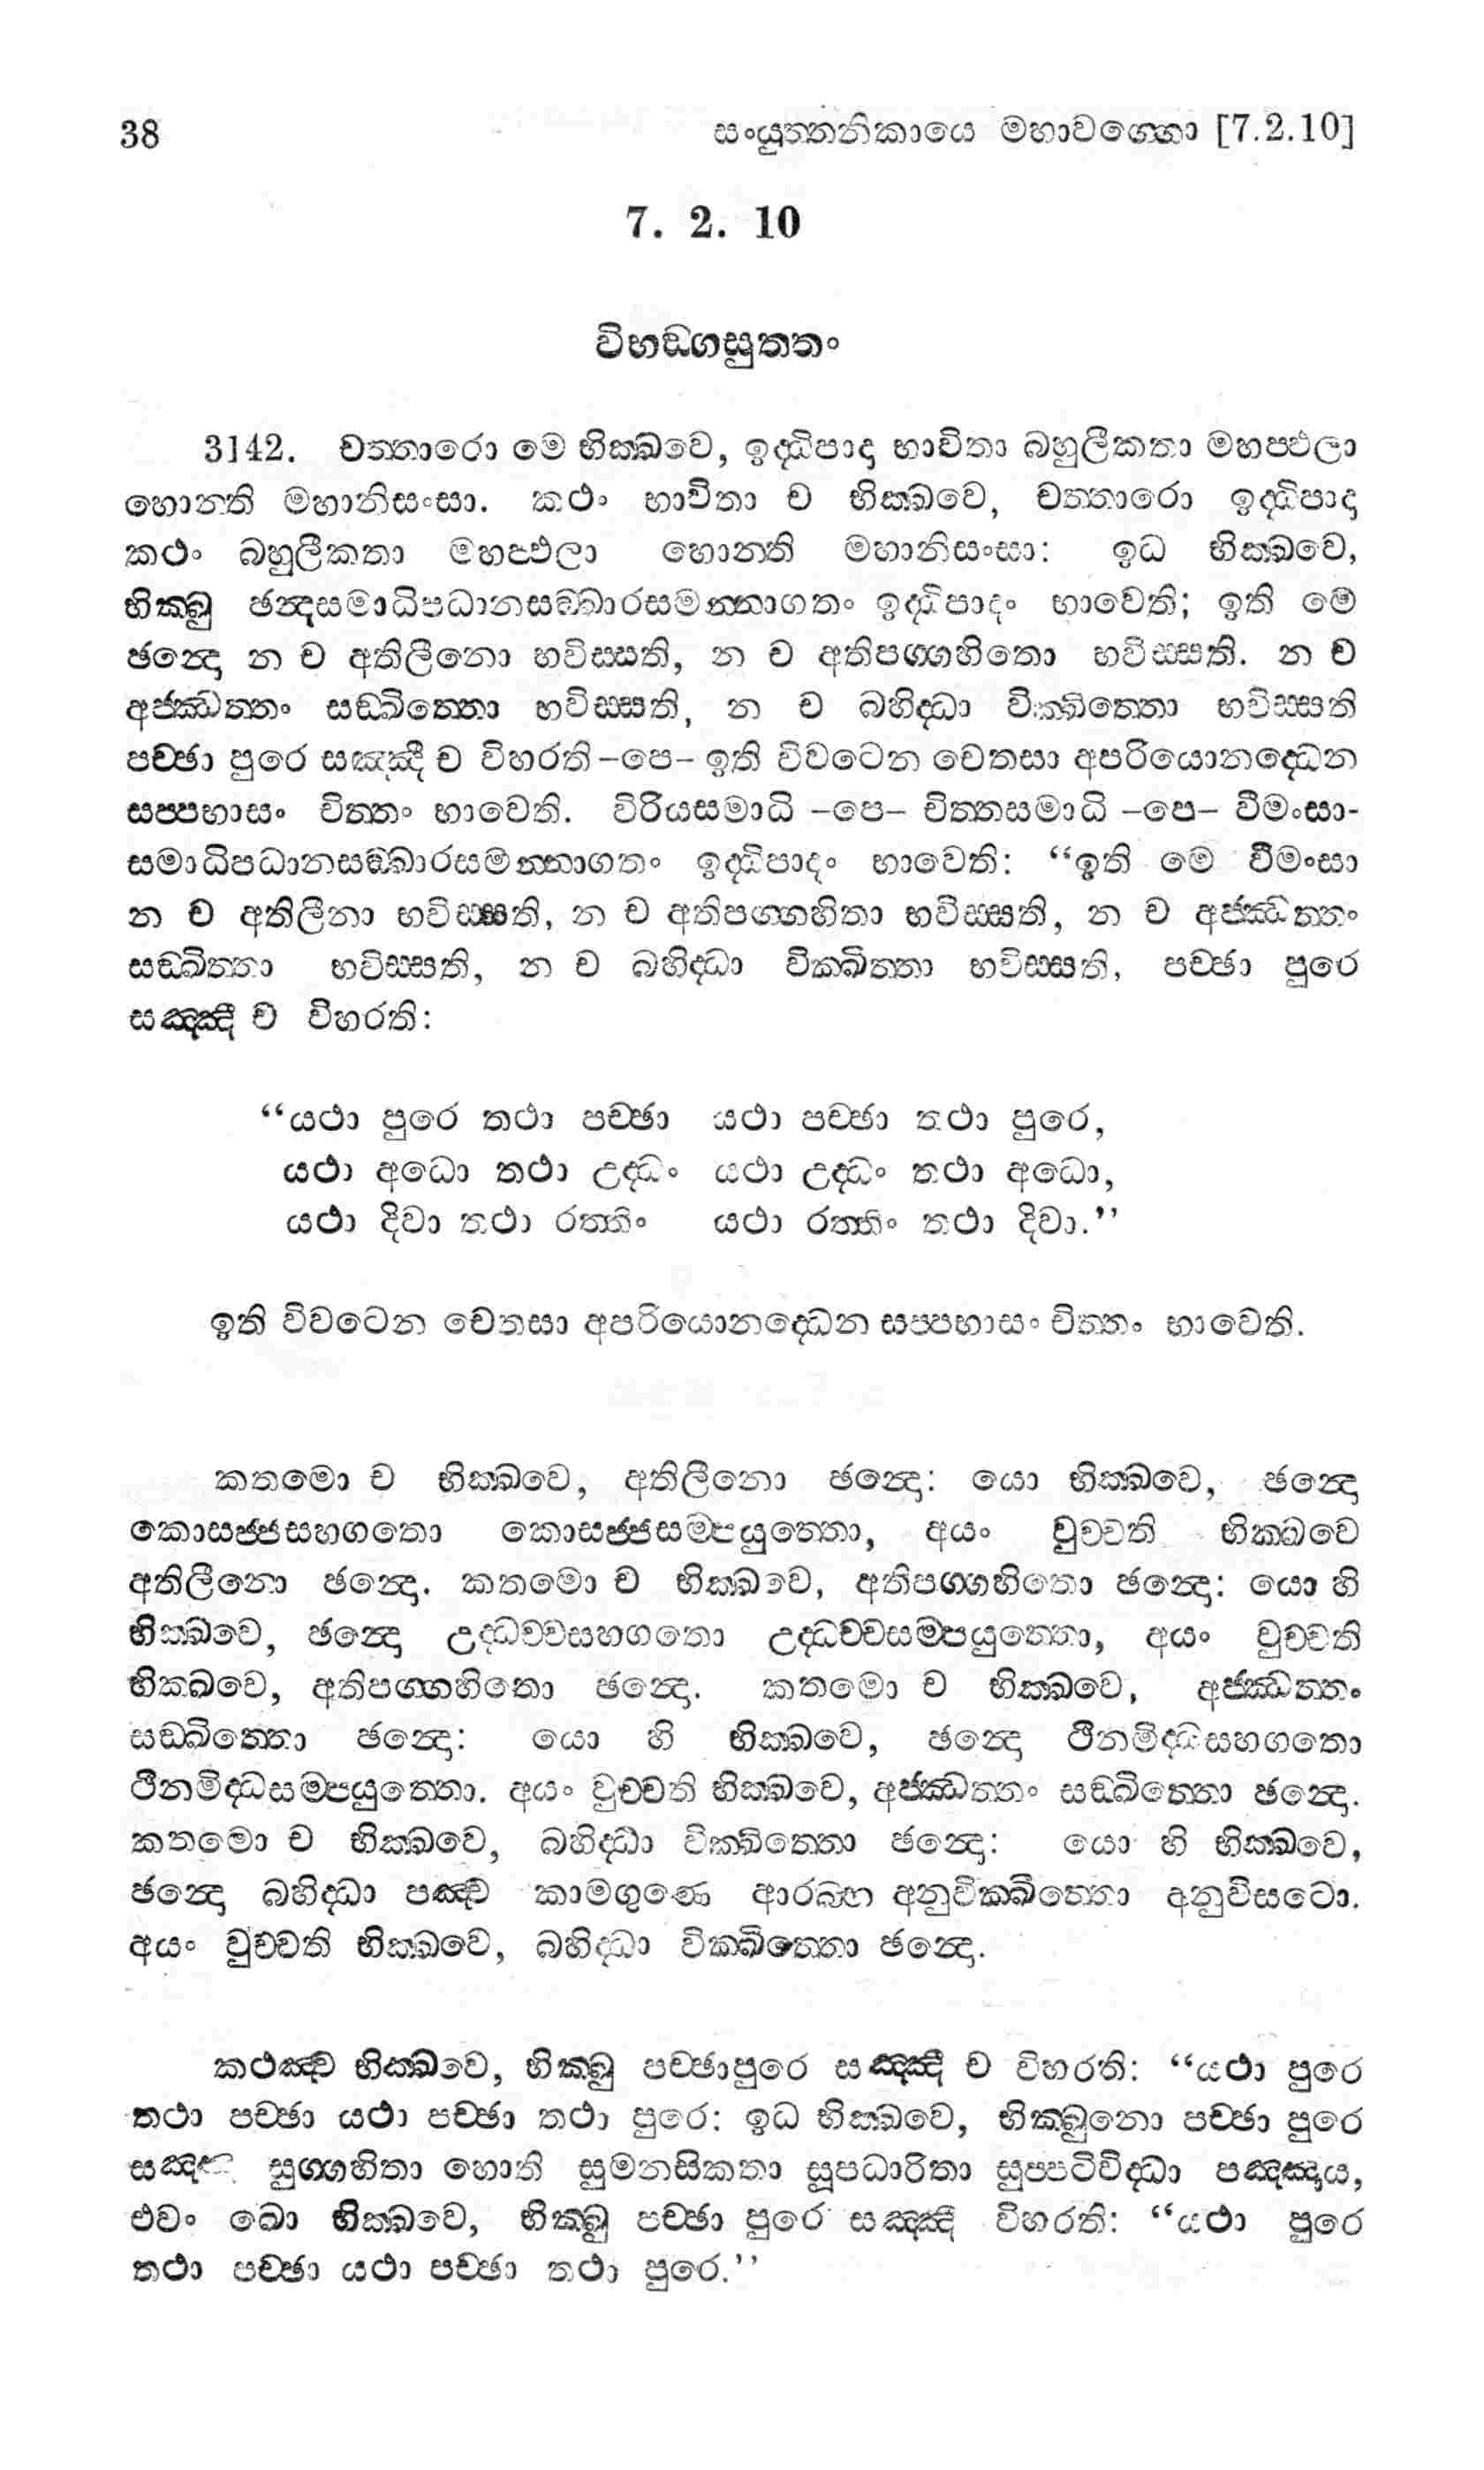 38 සංයුත්තනිකායෙ මහාවග්ගො [7.2.10]
7. 2. 10
විභඞ්ගසුත්තං
3142. චත්තාරො මෙ භික්ඛවෙ, ඉද්ධිපාදා භාවිතා බහුලීකතා මහප්ඵලා
හොන්ති මහානිසංසා. කථං භාවිතා ච භික්ඛවෙ, චත්තාරො ඉද්ධිපාදා
කථං බහුලීකතා මහප්ඵලා හොන්ති මහානිසංසා: ඉධ භික්ඛවෙ,
භික්ඛු ඡන්දසමාධිපධානසඞ්ඛාරසමන්නාගතං ඉද්ධිපාදං භාවෙති; ඉති මෙ
ඡන්දො න ච අතිලීනො භවිස්සති, න ච අතිපග්ගහිතො භවිස්සති. න ච
අජ්ඣත්තං සඞ්ඛිත්තො භවිස්සති, න ච බහිද්ධා වික්ඛිත්තො භවිස්සති
පච්ඡා පුරෙ සඤ්ඤී ච විහරති –පෙ– ඉති විවටෙන චෙතසා අපරියොනද්ධෙන
සප්පභාසං චිත්තං භාවෙති. විරියසමාධි –පෙ– චිත්තසමාධි –පෙ– වීමංසා-
සමාධිපධානසඞ්ඛාරසමන්නාගතං ඉද්ධිපාදං භාවෙති: “ඉති මෙ වීමංසා
න ච අතිලීනා භවිස්සති, න ච අතිපග්ගහිතා භවිස්සති, න ච අජ්ඣත්තං
සඞ්ඛිත්තා භවිස්සති, න ච බහිද්ධා වික්ඛිත්තා භවිස්සති, පච්ඡා පුරෙ
සඤ්ඤී ච විහරති:
“යථා පුරෙ තථා පච්ඡා යථා පච්ඡා තථා පුරෙ,
යථා අධො තථා උද්ධං යථා උද්ධං තථා අධො,
යථා දිවා තථා රත්තිං යථා රත්තිං තථා දිවා.”
ඉති විවටෙන චෙතසා අපරියොනද්ධෙන සප්පභාසං චිත්තං භාවෙති.
කතමො ච භික්ඛවෙ, අතිලීනො ඡන්දො: යො භික්ඛවෙ, ඡන්දො
කොසජ්ජසහගතො කොසජ්ජසම්පයුත්තො, අයං වුච්චති භික්ඛවෙ
අතිලීනො ඡන්දො. කතමො ච භික්ඛවෙ, අතිපග්ගහිතො ඡන්දො: යො හි
භික්ඛවෙ, ඡන්දො උද්ධච්චසහගතො උද්ධච්චසම්පයුත්තො, අයං වුච්චති
භික්ඛවෙ, අතිපග්ගහිතො ඡන්දො. කතමො ච භික්ඛවෙ, අජ්ඣත්තං
සඞ්ඛිත්තො ඡන්දො: යො හි භික්ඛවෙ, ඡන්දො ථීනමිද්ධසහගතො
ථීනමිද්ධසම්පයුත්තො. අයං වුච්චති භික්ඛවෙ, අජ්ඣත්තං සඞ්ඛිත්තො ඡන්දො.
කතමො ච භික්ඛවෙ, බහිද්ධා වික්ඛිත්තො ඡන්දො: යො හි භික්ඛවෙ,
ඡන්දො බහිද්ධා පඤ්ච කාමගුණෙ ආරබ්භ අනුවික්ඛිත්තො අනුවිසටො.
අයං වුච්චති භික්ඛවෙ, බහිද්ධා වික්ඛිත්තො ඡන්දො.
කථඤ්ච භික්ඛවෙ, භික්ඛු පච්ඡාපුරෙ සඤ්ඤී ච විහරති: “යථා පුරෙ
තථා පච්ඡා යථා පච්ඡා තථා පුරෙ: ඉධ භික්ඛවෙ, භික්ඛුනො පච්ඡා පුරෙ
සුග්ගහිතා හොති සුමනසිකතා සූපධාරිතා සුප්පටිවිද්ධා පඤ්ඤාය,
එවං ඛො භික්ඛවෙ, භික්ඛු පච්ඡා පුරෙ සඤ්ඤී විහරති: “යථා පුරෙ
තථා පච්ඡා යථා පච්ඡා තථා පුරෙ.”